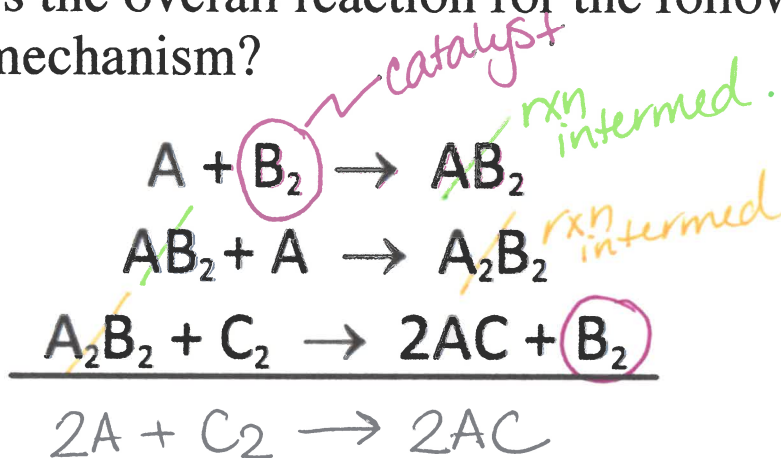 s the overall reaction for the follow
mechanism?
catalyst
A + B₂ → AB₂
rxn
intermed.
AB₂ + A → A₂B₂
rxn
intermed
A₂B₂ + C₂ → 2AC + B₂
2A + C₂ → 2AC